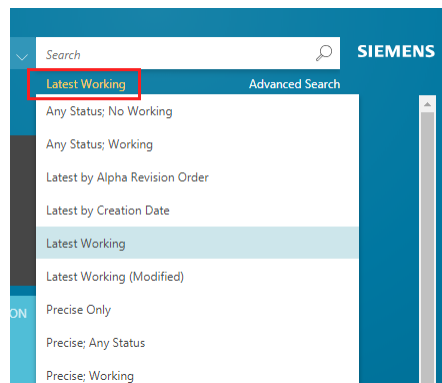 Search
SIEMENS
Latest Working
Advanced Search
Any Status; No Working
Any Status; Working
Latest by Alpha Revision Order
Latest by Creation Date
Latest Working
Latest Working (Modified)
ON
Precise Only
Precise; Any Status
Precise; Working